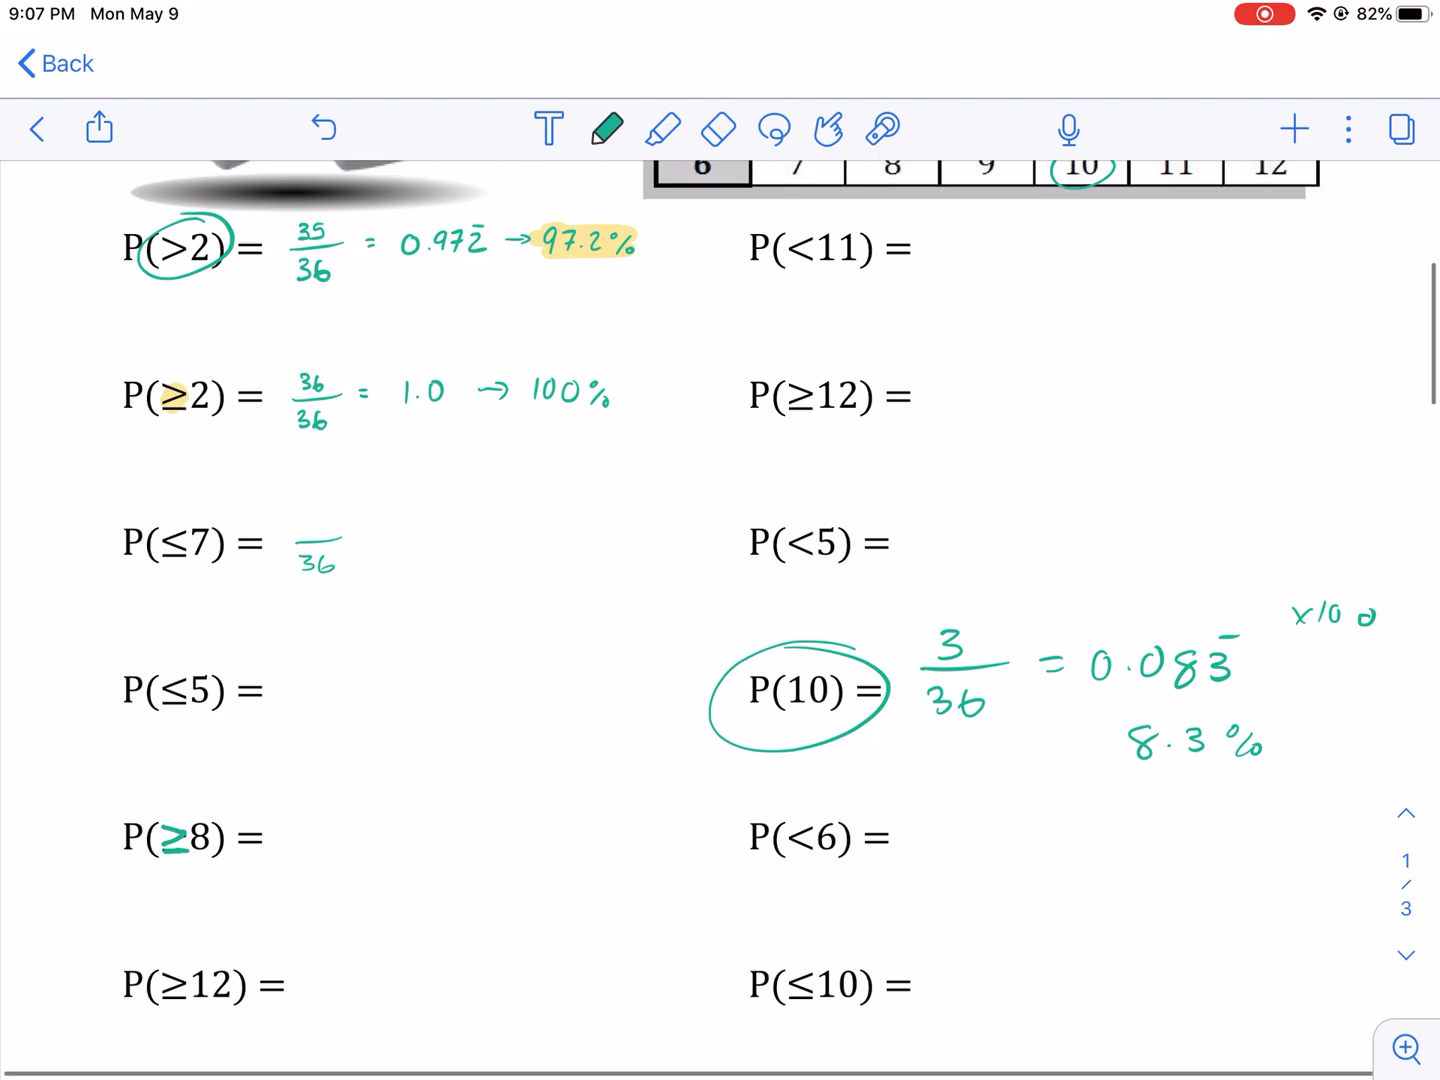 9:07 PM Mon May 9 82%
Back
T
6 7 8 9 10 11 12
P(>2) = 35/36 = 0.972̄ → 97.2%
P(<11) =
P(≥2) = 36/36 = 1.0 → 100%
P(≥12) =
P(≤7) = /36
P(<5) =
x100
P(≤5) =
P(10) = 3/36 = 0.083̄
8.3%
P(≥8) =
P(<6) =
1
/
3
P(≥12) =
P(≤10) =